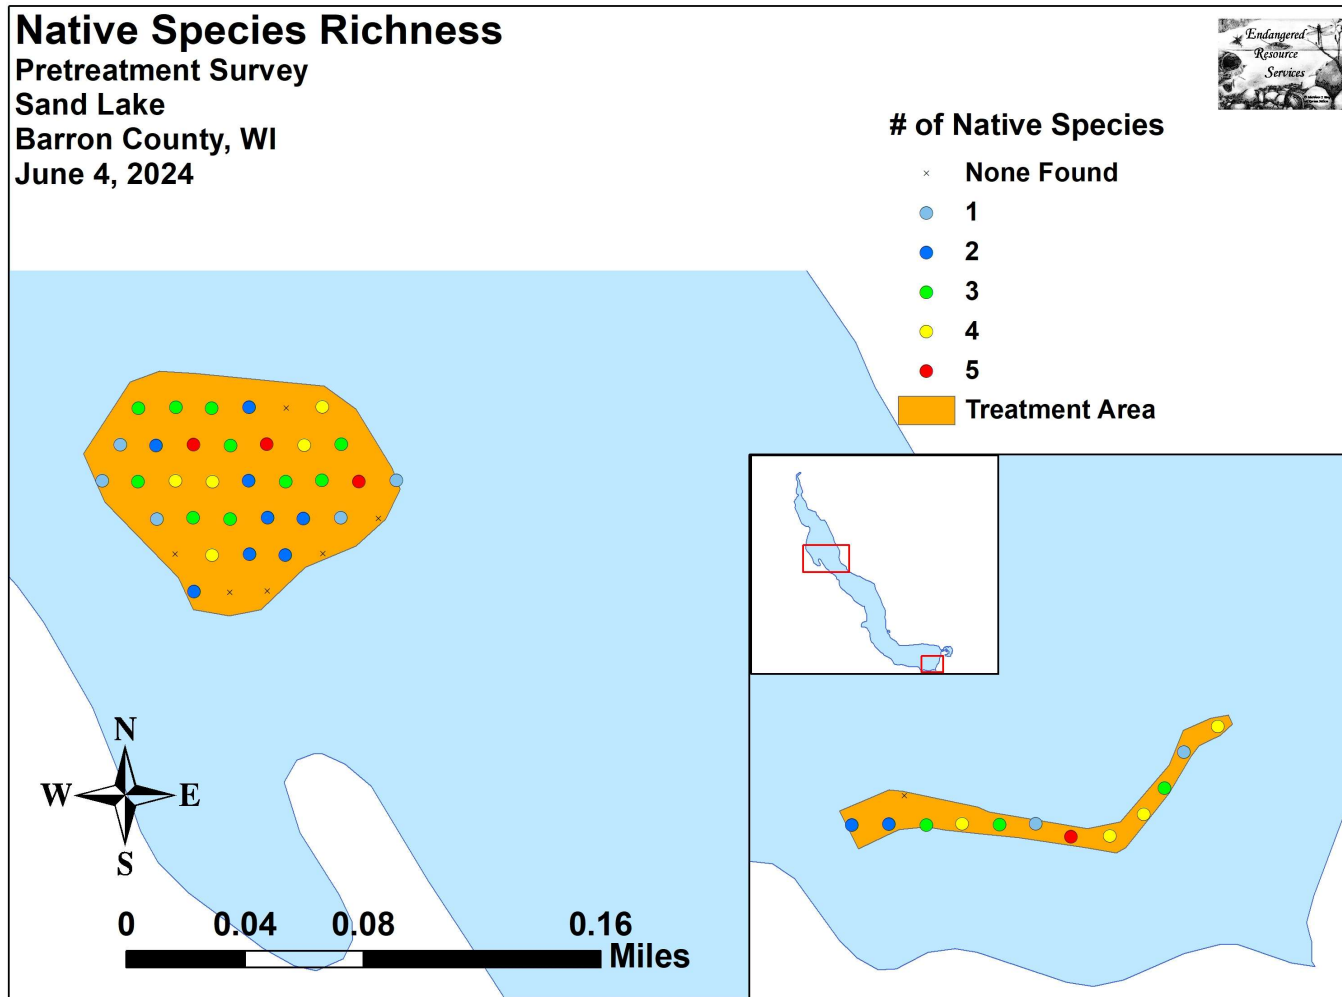 Native Species Richness
Pretreatment Survey
Sand Lake
Barron County, WI
June 4, 2024
Endangered
Resource
Services
# of Native Species
None Found
1
2
3
4
5
Treatment Area
N
W E
S
0 0.04 0.08 0.16
Miles